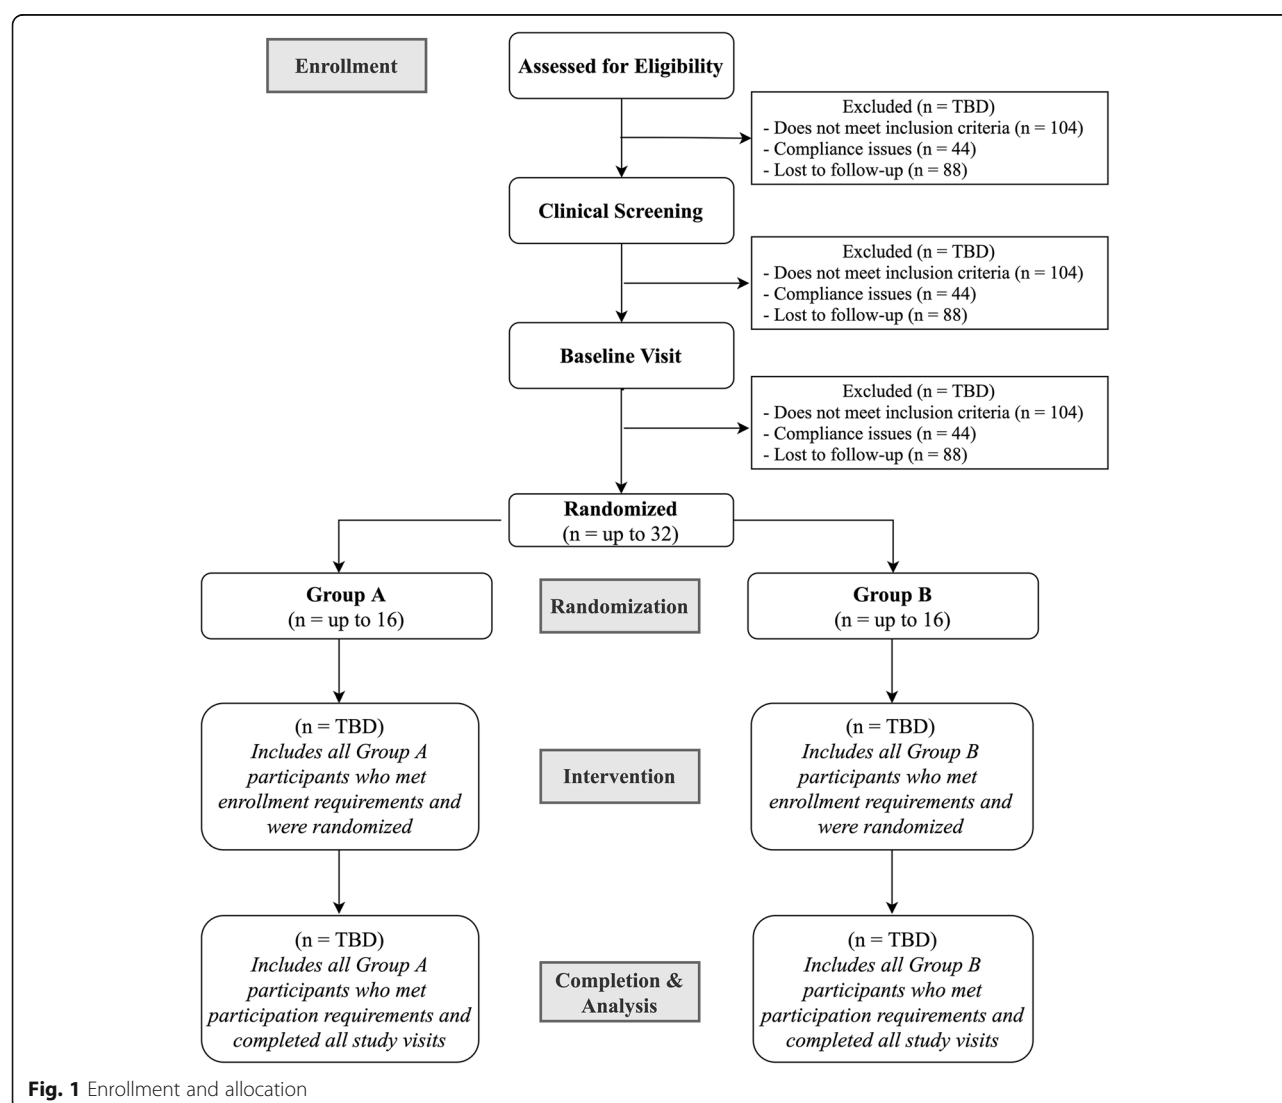 Enrollment
Assessed for Eligibility
Excluded (n = TBD)
- Does not meet inclusion criteria (n = 104)
- Compliance issues (n = 44)
- Lost to follow-up (n = 88)
Clinical Screening
Excluded (n = TBD)
- Does not meet inclusion criteria (n = 104)
- Compliance issues (n = 44)
- Lost to follow-up (n = 88)
Baseline Visit
Excluded (n = TBD)
- Does not meet inclusion criteria (n = 104)
- Compliance issues (n = 44)
- Lost to follow-up (n = 88)
Randomized
(n = up to 32)
Group A
(n = up to 16)
Randomization
Group B
(n = up to 16)
(n = TBD)
Includes all Group A
participants who met
enrollment requirements and
were randomized
Intervention
(n = TBD)
Includes all Group B
participants who met
enrollment requirements and
were randomized
(n = TBD)
Includes all Group A
participants who met
participation requirements and
completed all study visits
Completion &
Analysis
(n = TBD)
Includes all Group B
participants who met
participation requirements and
completed all study visits
Fig. 1 Enrollment and allocation